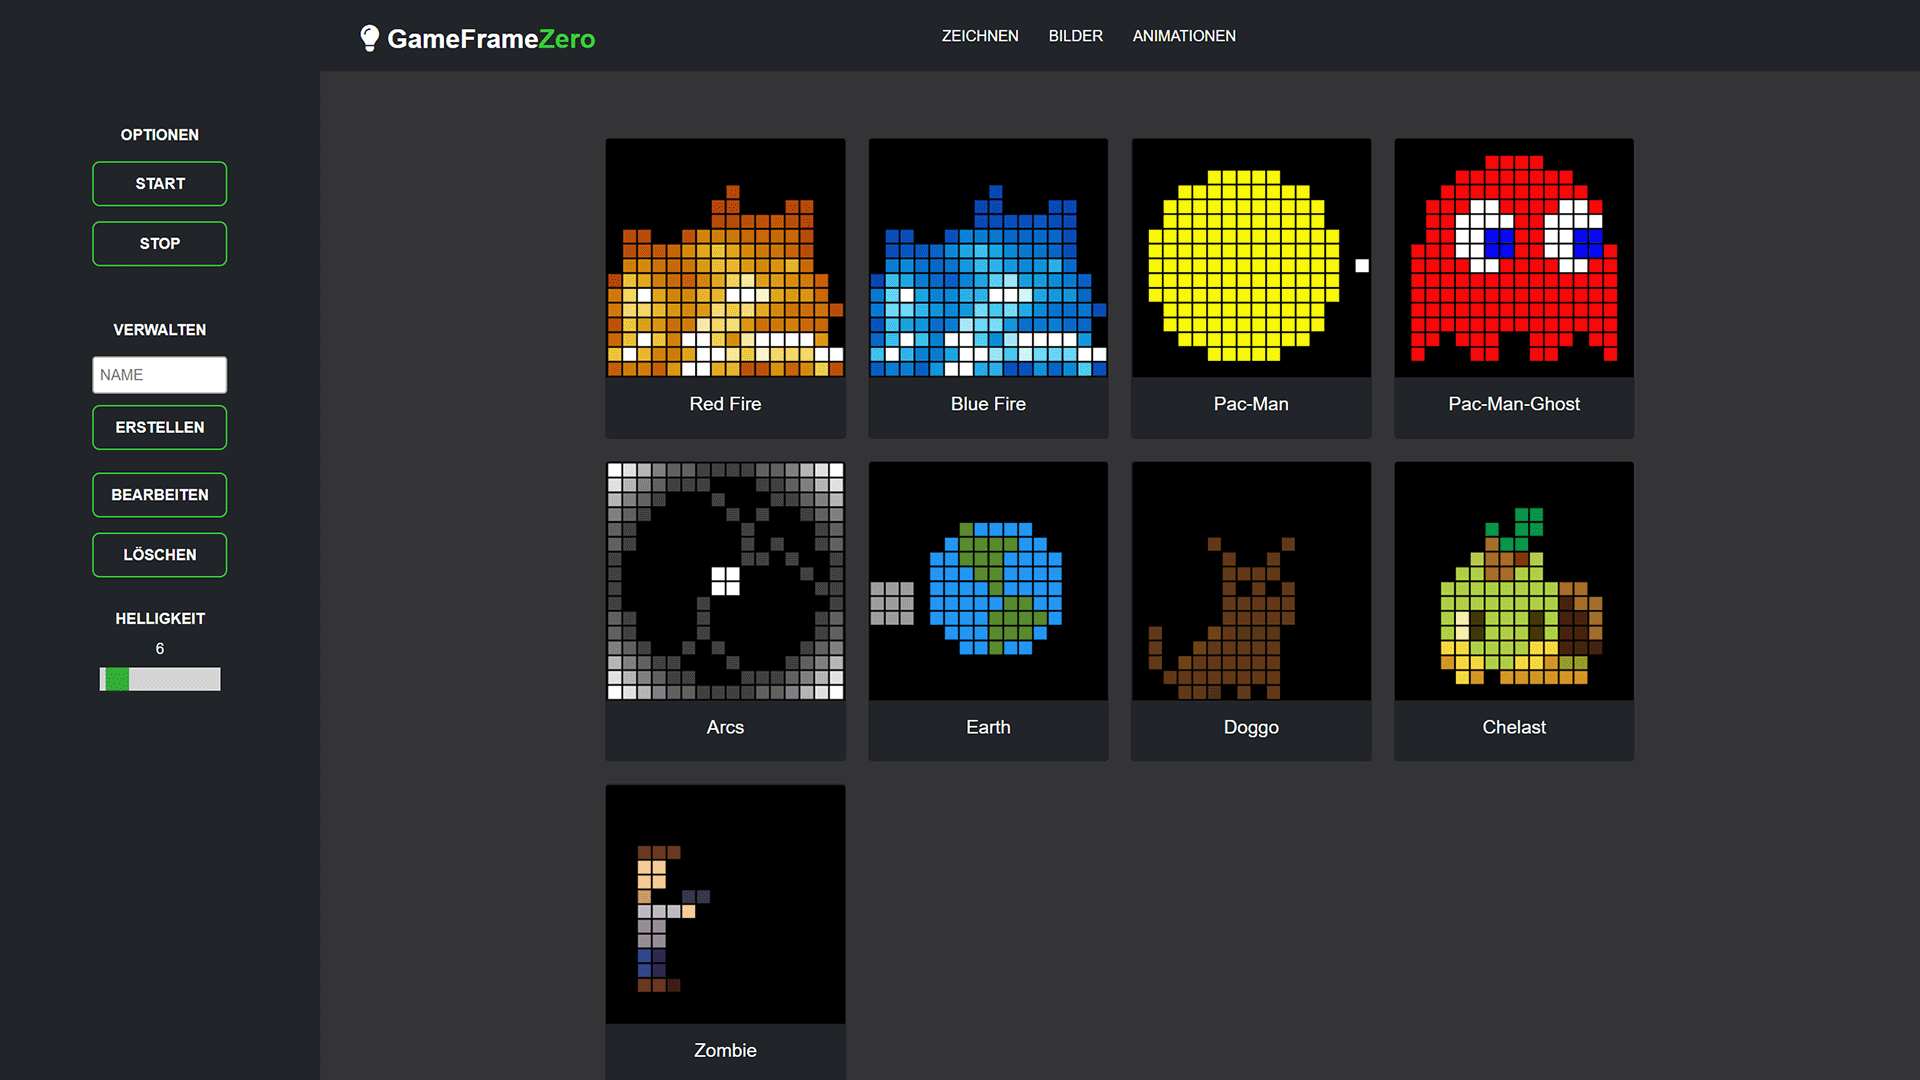 GameFrameZero
ZEICHNEN
BILDER
ANIMATIONEN
OPTIONEN
START
STOP
VERWALTEN
NAME
ERSTELLEN
BEARBEITEN
LÖSCHEN
HELLIGKEIT
6
Red Fire
Blue Fire
Pac-Man
Pac-Man-Ghost
Arcs
Earth
Doggo
Chelast
Zombie